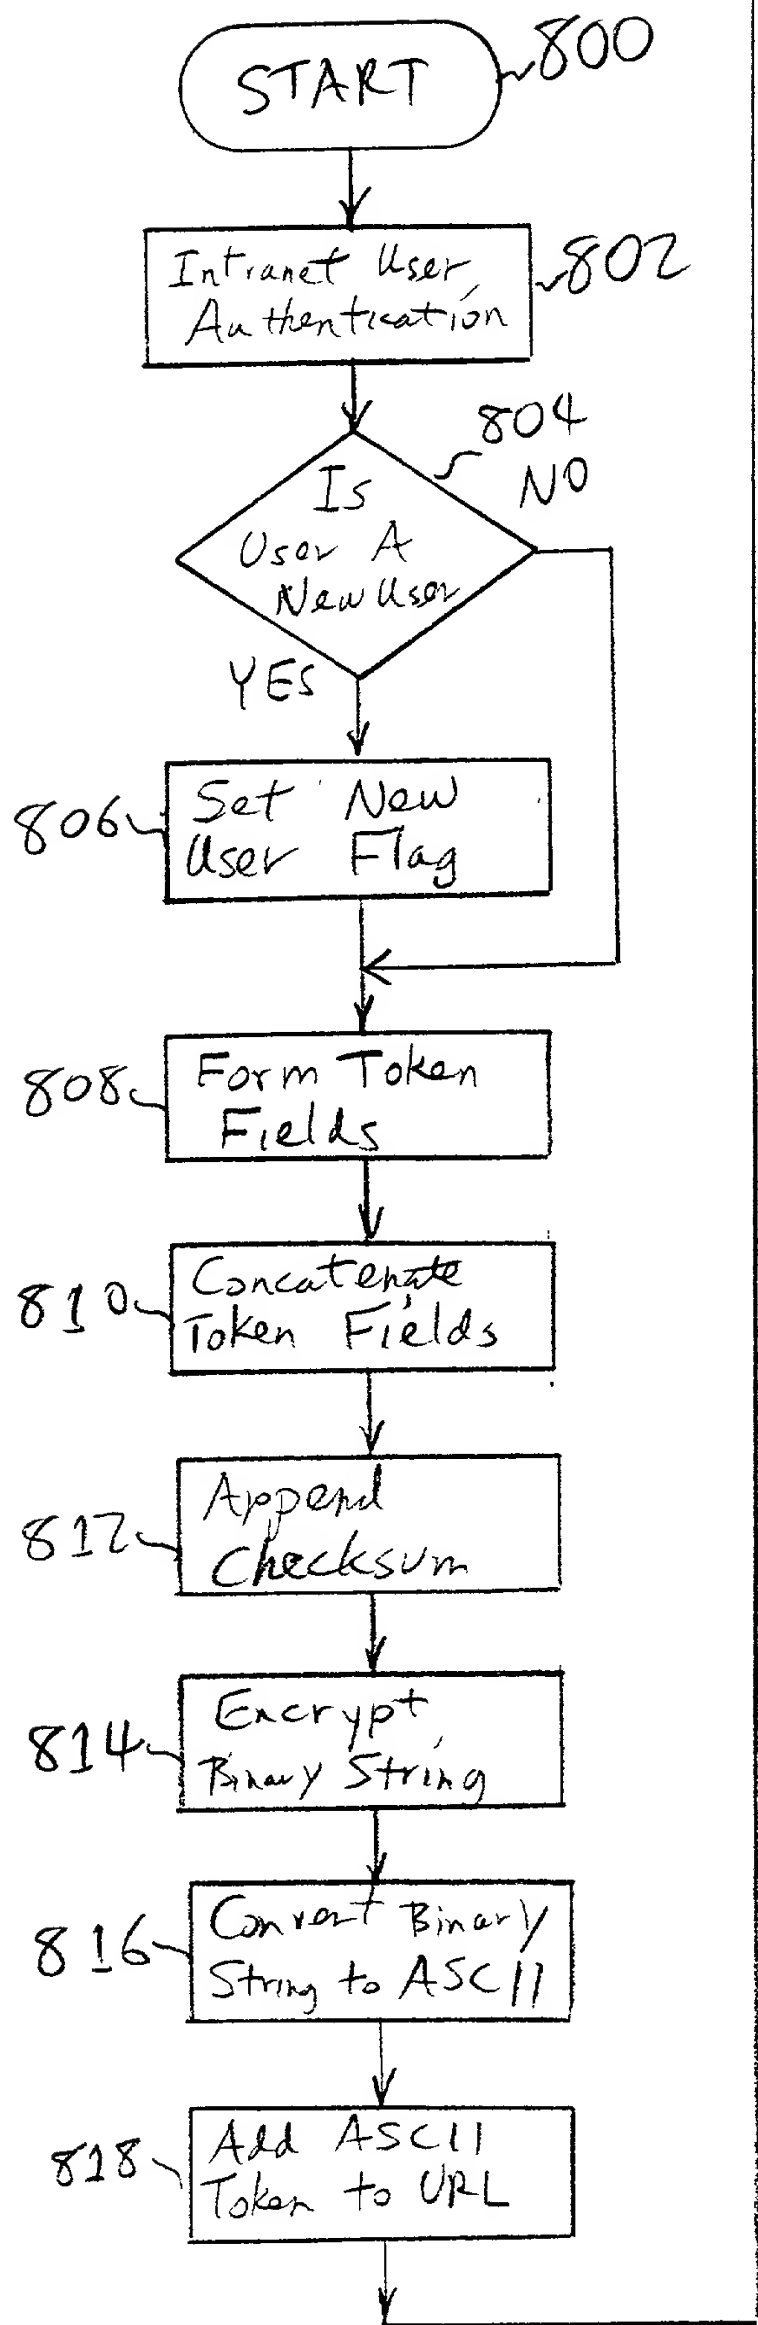 START 800
Intranet User 802
Authentication
804
NO
Is
User A
New User
YES
Set New
806
User Flag
Form Token
808
Fields
Concatenate
810
Token Fields
Append
812
Checksum
Encrypt
814
Binary String
Convert Binary
816
String to ASCII
Add ASCII
818
Token to URL